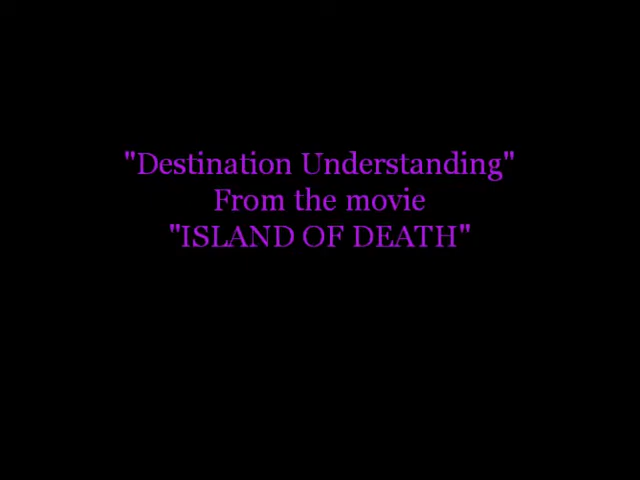 "Destination Understanding"
From the movie
"ISLAND OF DEATH"